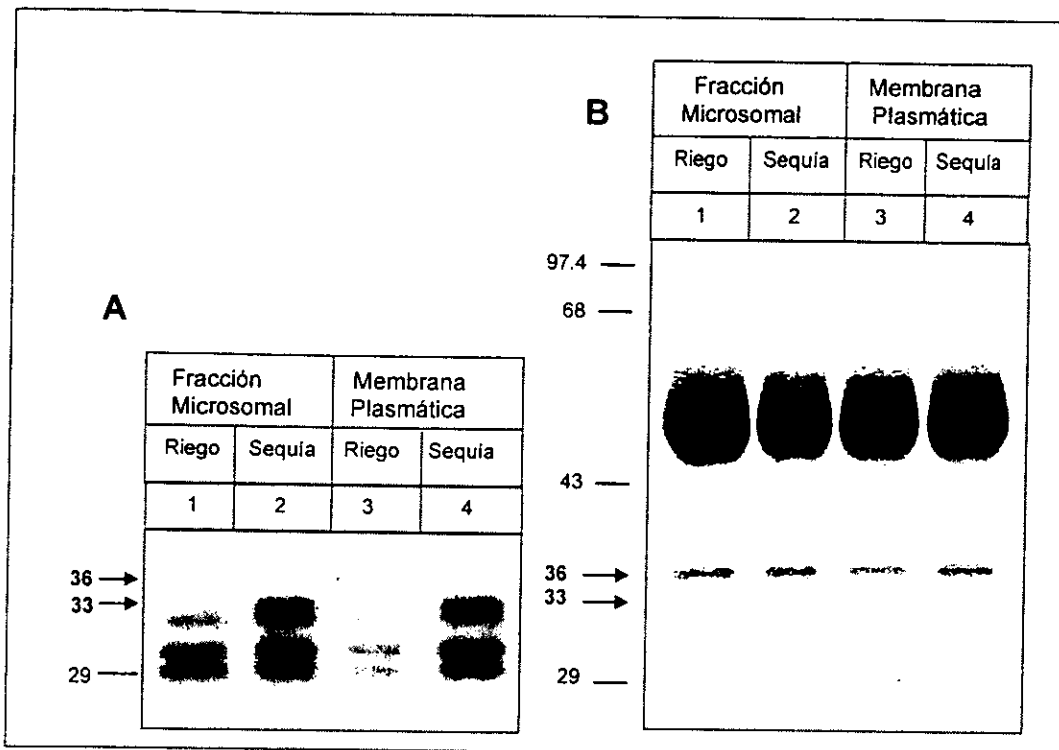 A
Fracción Microsomal
Membrana Plasmática
Riego
Sequía
Riego
Sequía
1
2
3
4
36
33
29
B
Fracción Microsomal
Membrana Plasmática
Riego
Sequía
Riego
Sequía
1
2
3
4
97.4
68
43
36
33
29